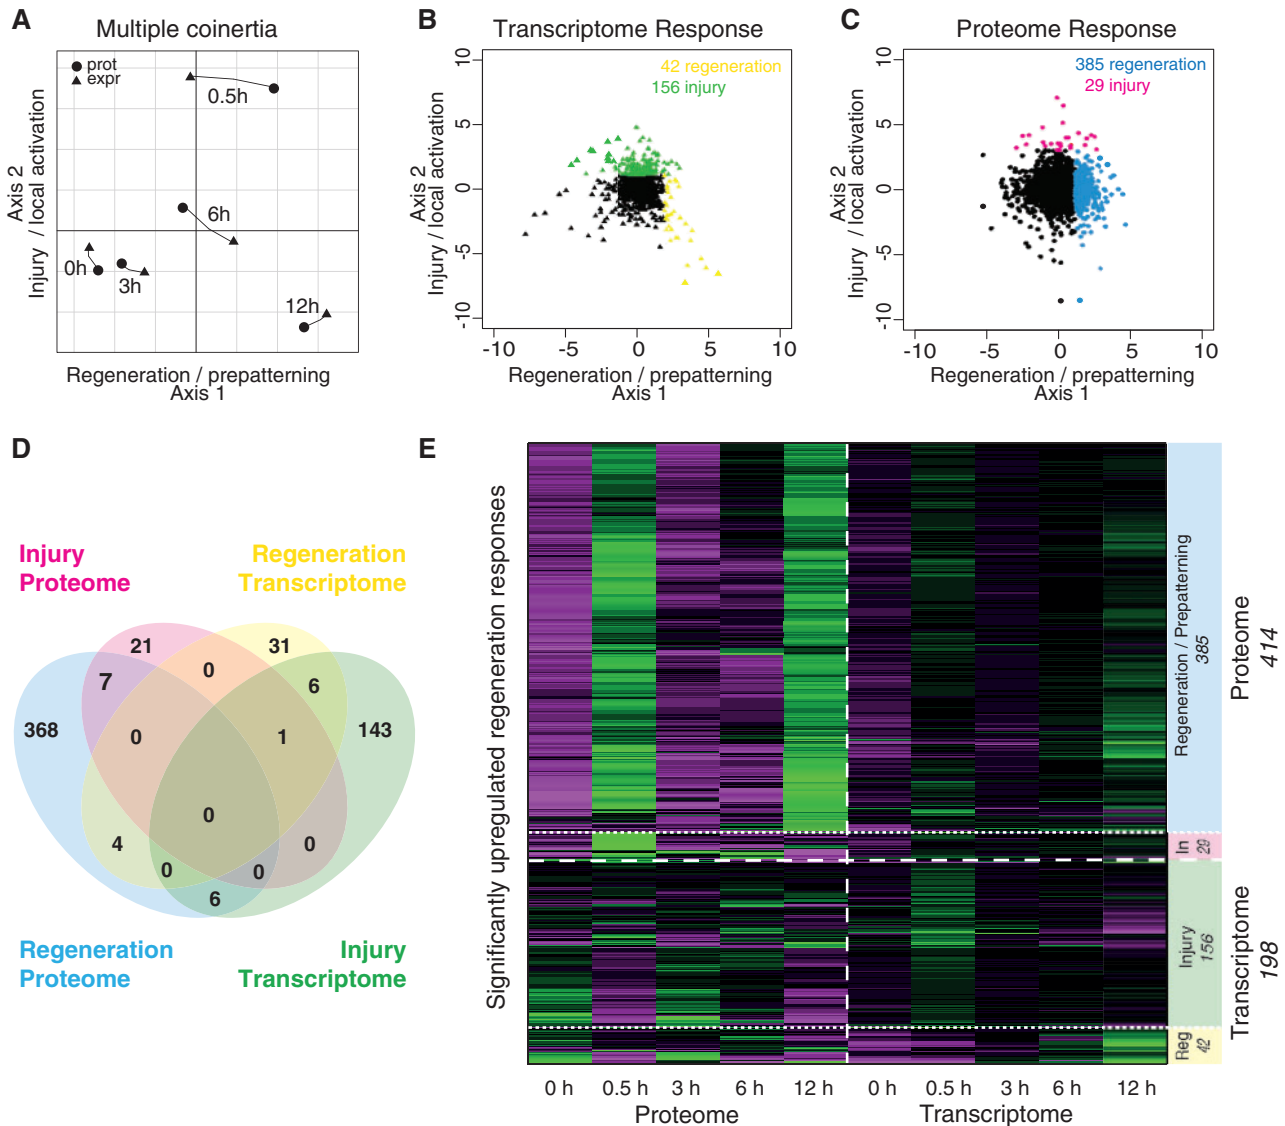 A
Multiple coinertia
prot
expr
0.5h
6h
0h
3h
12h
Axis 2
Injury / local activation
Regeneration / prepatterning
Axis 1
B
Transcriptome Response
42 regeneration
156 injury
10
5
0
-5
-10
-10
-5
0
5
10
Axis 2
Injury / local activation
Regeneration / prepatterning
Axis 1
C
Proteome Response
385 regeneration
29 injury
10
5
0
-5
-10
-10
-5
0
5
10
Axis 2
Injury / local activation
Regeneration / prepatterning
Axis 1
D
Injury
Proteome
Regeneration
Transcriptome
21
31
7
0
6
368
0
1
143
0
4
0
0
0
6
Regeneration
Proteome
Injury
Transcriptome
E
Significantly upregulated regeneration responses
Regeneration / Prepatterning
385
In
29
Injury
156
Reg
42
Proteome
414
Transcriptome
198
0 h
0.5 h
3 h
6 h
12 h
0 h
0.5 h
3 h
6 h
12 h
Proteome
Transcriptome